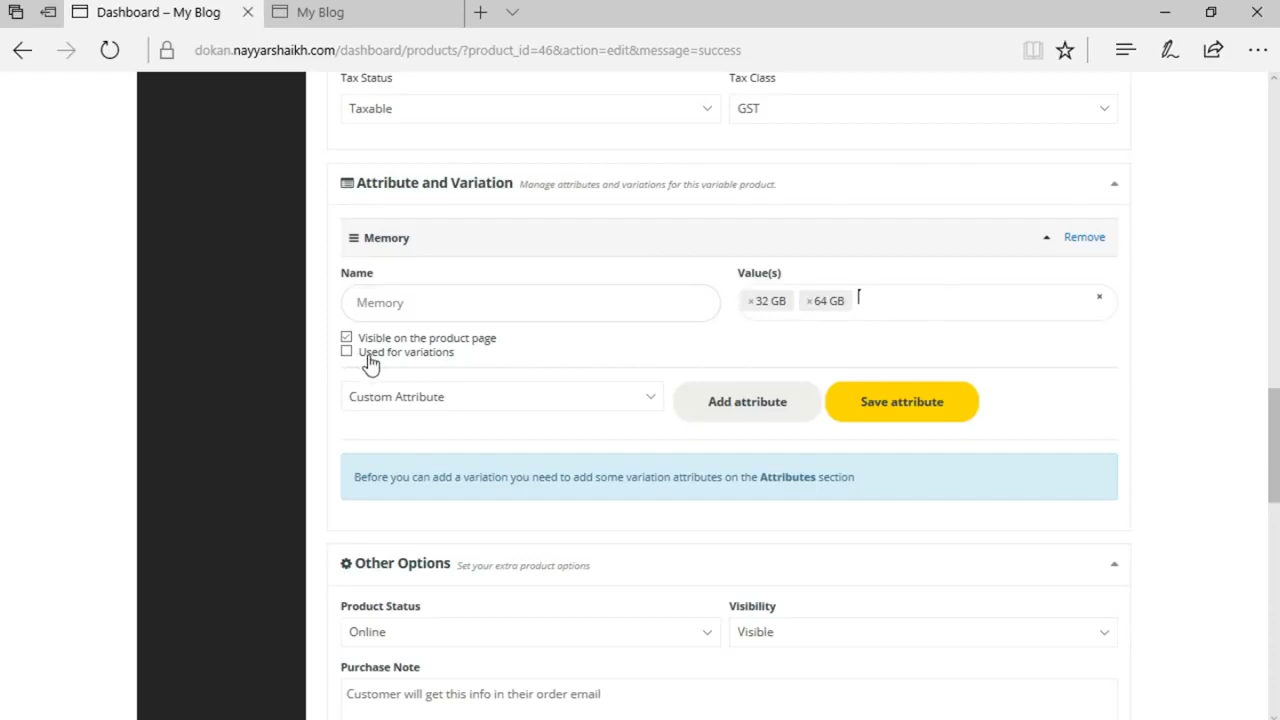 Dashboard – My Blog
My Blog
dokan.nayyarshaikh.com/dashboard/products/?product_id=46&action=edit&message=success
Tax Status
Tax Class
Taxable
GST
Attribute and Variation Manage attributes and variations for this variable product.
Memory
Remove
Name
Value(s)
Memory
× 32 GB × 64 GB
×
Visible on the product page
Used for variations
Custom Attribute
Add attribute
Save attribute
Before you can add a variation you need to add some variation attributes on the Attributes section
Other Options Set your extra product options
Product Status
Visibility
Online
Visible
Purchase Note
Customer will get this info in their order email